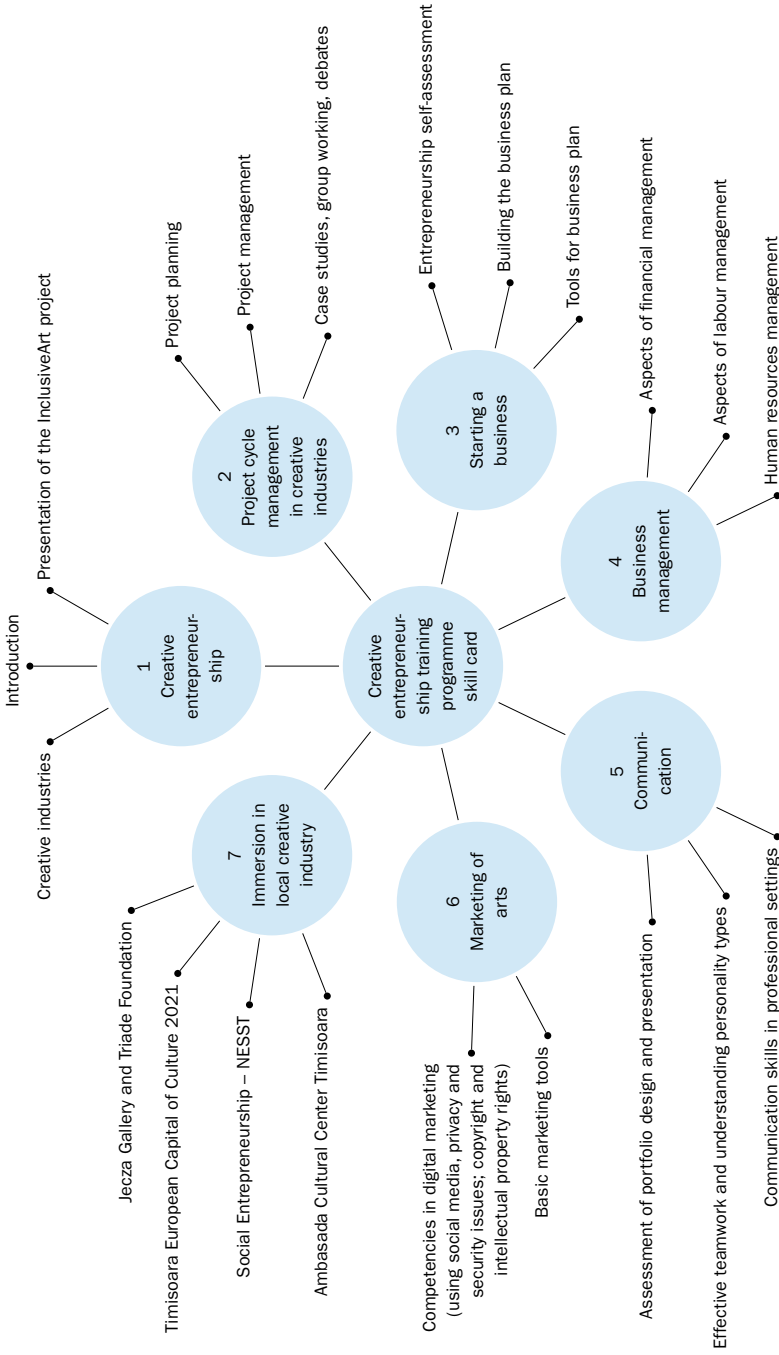 Creative
entrepreneur-
ship training
programme
skill card
1
Creative
entrepreneur-
ship
Creative industries
Introduction
Presentation of the InclusiveArt project
2
Project cycle
management
in creative
industries
Project planning
Project management
Case studies, group working, debates
3
Starting a
business
Entrepreneurship self-assessment
Building the business plan
Tools for business plan
4
Business
management
Aspects of financial management
Aspects of labour management
Human resources management
5
Communi-
cation
Assessment of portfolio design and presentation
Effective teamwork and understanding personality types
Communication skills in professional settings
6
Marketing of
arts
Competencies in digital marketing
(using social media, privacy and
security issues; copyright and
intellectual property rights)
Basic marketing tools
7
Immersion in
local creative
industry
Jecza Gallery and Triade Foundation
Timisoara European Capital of Culture 2021
Social Entrepreneurship – NESST
Ambasada Cultural Center Timisoara